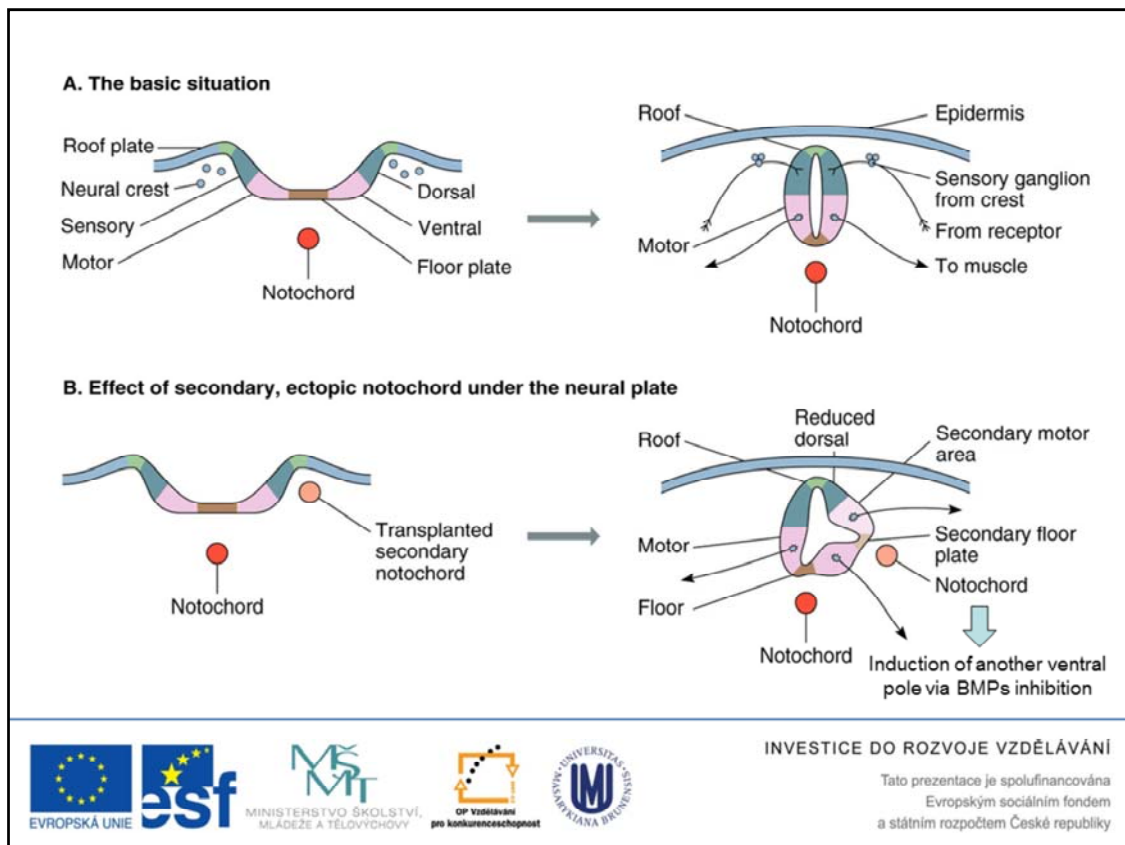 A. The basic situation
Roof plate
Neural crest
Sensory
Motor
Notochord
Dorsal
Ventral
Floor plate
Roof
Motor
Notochord
Epidermis
Sensory ganglion
from crest
From receptor
To muscle
B. Effect of secondary, ectopic notochord under the neural plate
Notochord
Transplanted
secondary
notochord
Reduced
dorsal
Roof
Motor
Floor
Notochord
Secondary motor
area
Secondary floor
plate
Notochord
Induction of another ventral
pole via BMPs inhibition
EVROPSKÁ UNIE
esf
MINISTERSTVO ŠKOLSTVÍ,
MLÁDEŽE A TĚLOVÝCHOVY
OP Vzdělávání
pro konkurenceschopnost
UNIVERSITAS
MASARYKIANA BRUNENSIS
INVESTICE DO ROZVOJE VZDĚLÁVÁNÍ
Tato prezentace je spolufinancována
Evropským sociálním fondem
a státním rozpočtem České republiky